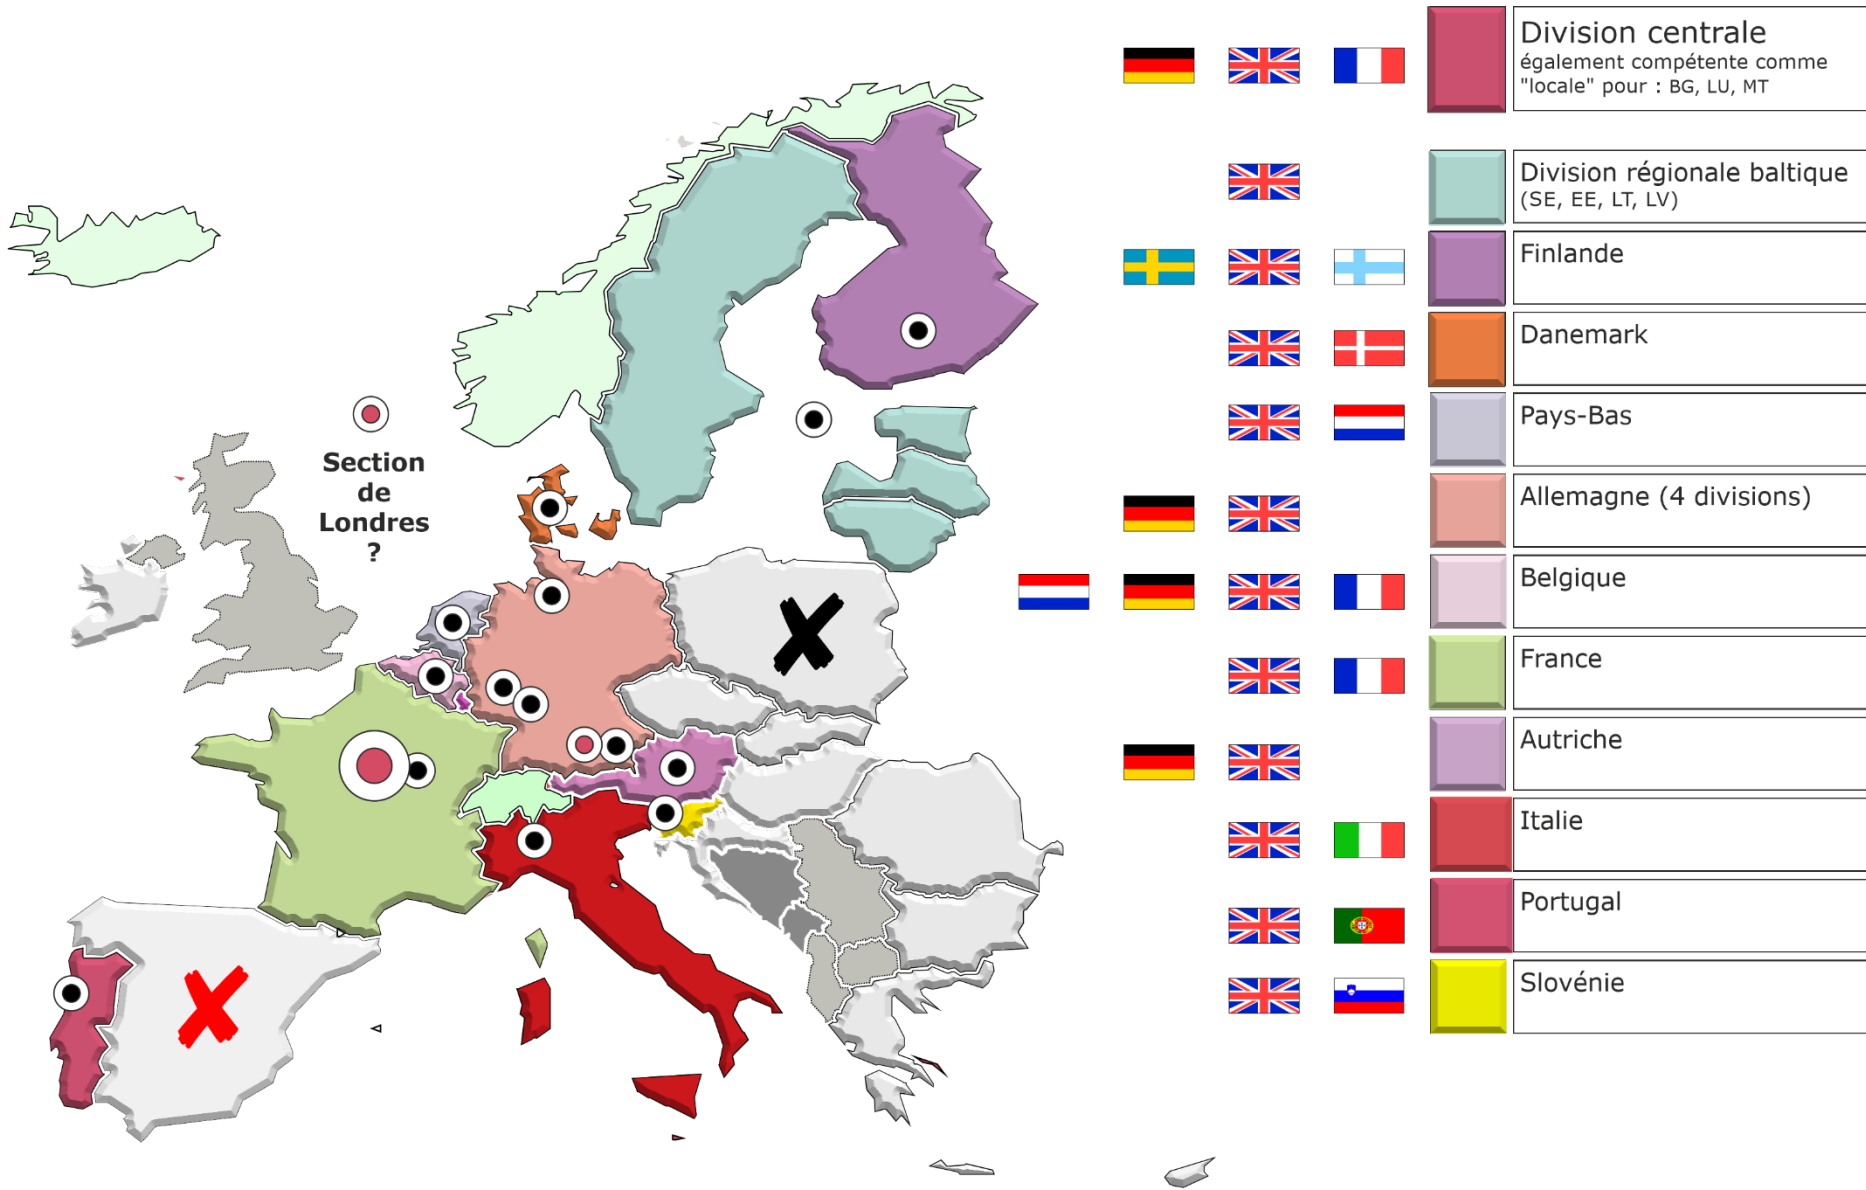 Division centrale
également compétente comme
"locale" pour : BG, LU, MT
Division régionale baltique
(SE, EE, LT, LV)
Finlande
Danemark
Pays-Bas
Allemagne (4 divisions)
Belgique
France
Autriche
Italie
Portugal
Slovénie
Section
de
Londres
?